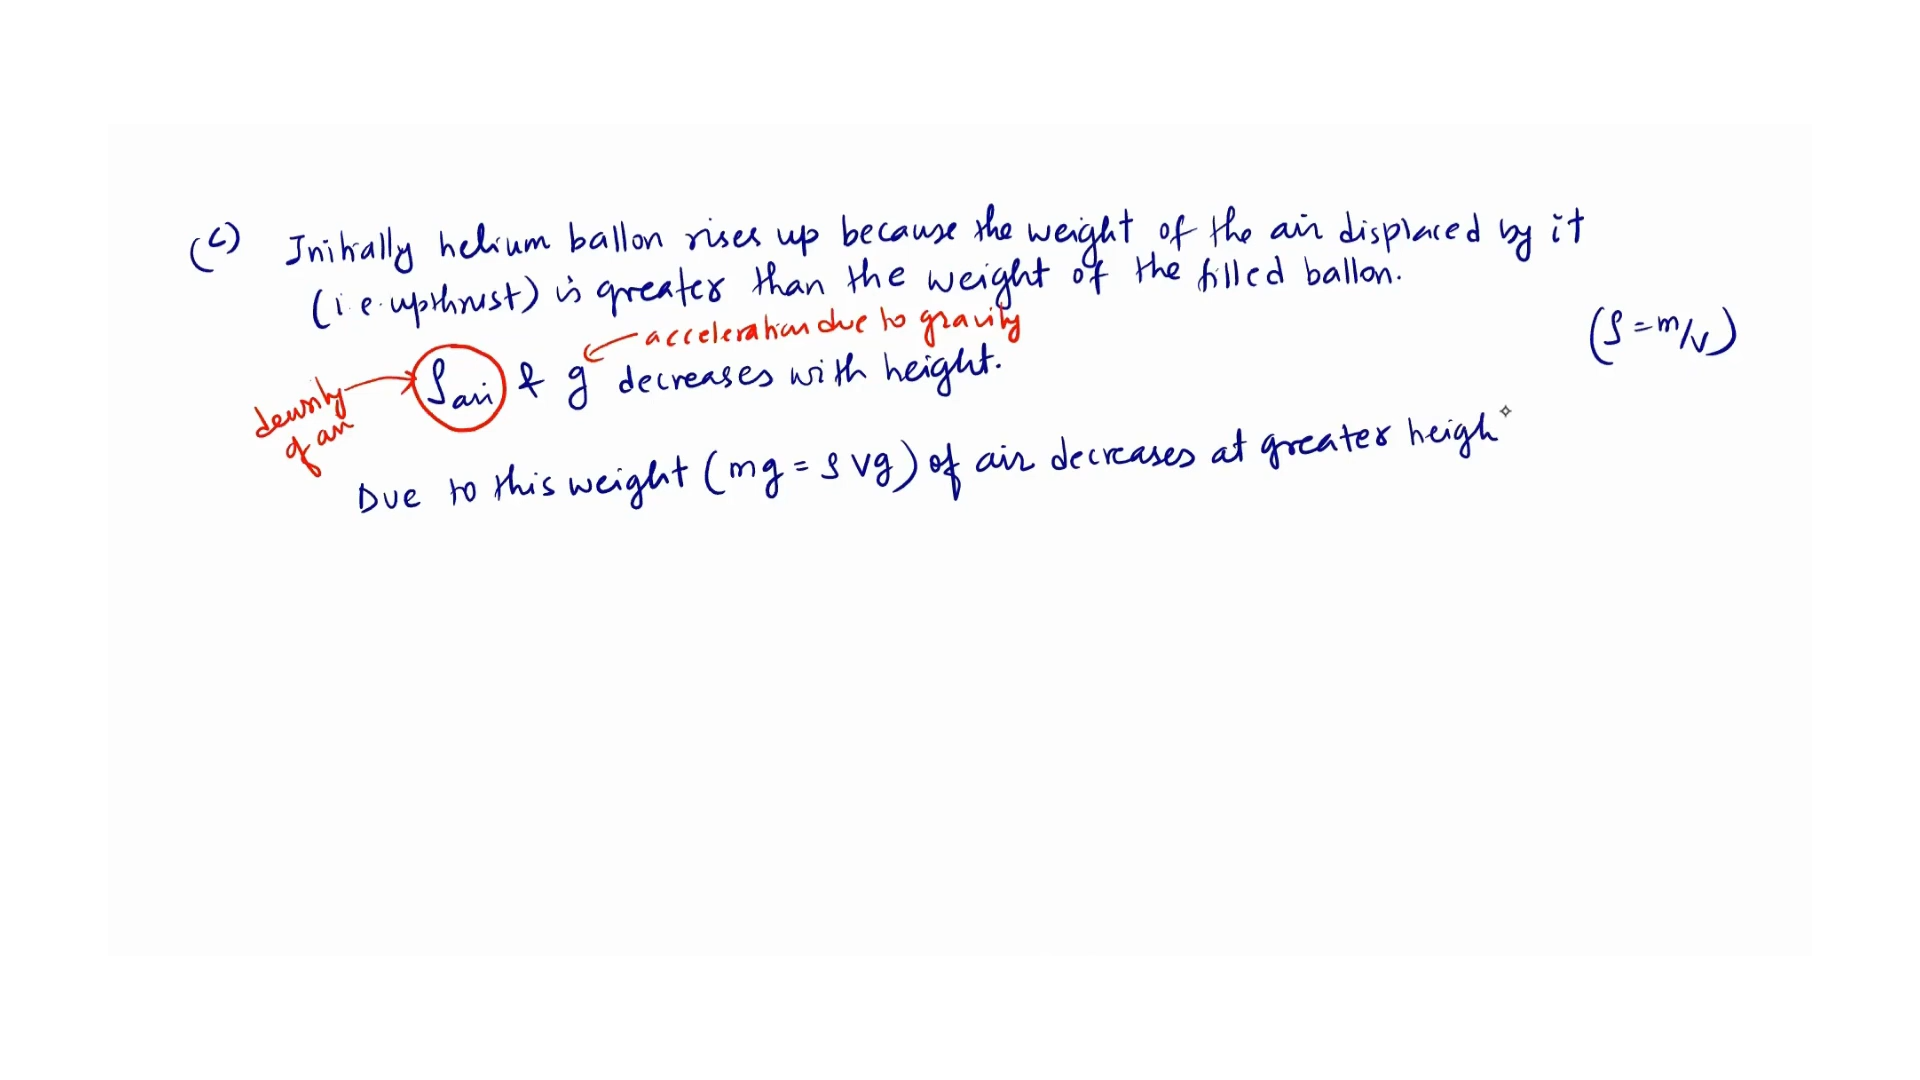 (c) Initially helium ballon rises up because the weight of the air displaced by it
(i.e. upthrust) is greater than the weight of the filled ballon.
acceleration due to gravity
(ρ = m/v)
ρair & g decreases with height.
density
of air
Due to this weight (mg = ρVg) of air decreases at greater heigh